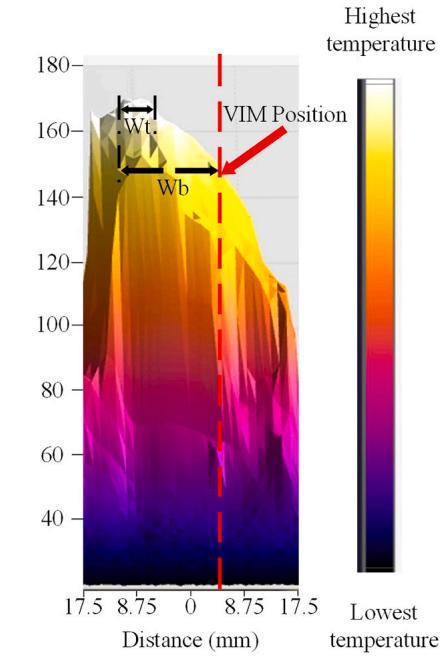 Highest
temperature
180
160
Wt
VIM Position
Wb
140
120
100
80
60
40
17.5 8.75 0 8.75 17.5
Distance (mm)
Lowest
temperature